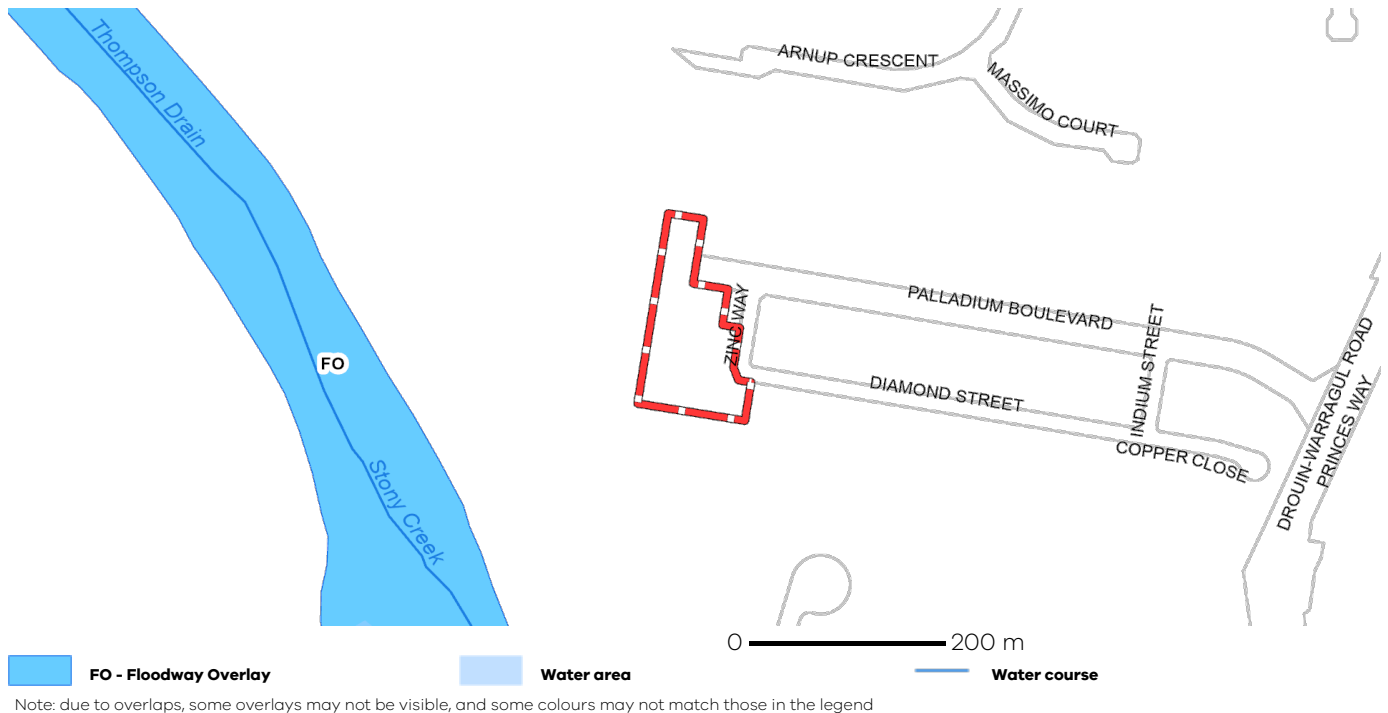 Thompson Drain
ARNUP CRESCENT
MASSIMO COURT
ZINC WAY
PALLADIUM BOULEVARD
INDIUM STREET
DROUIN-WARRAGUL ROAD
PRINCES WAY
FO
DIAMOND STREET
COPPER CLOSE
Stony Creek
0 200 m
FO - Floodway Overlay Water area Water course
Note: due to overlaps, some overlays may not be visible, and some colours may not match those in the legend